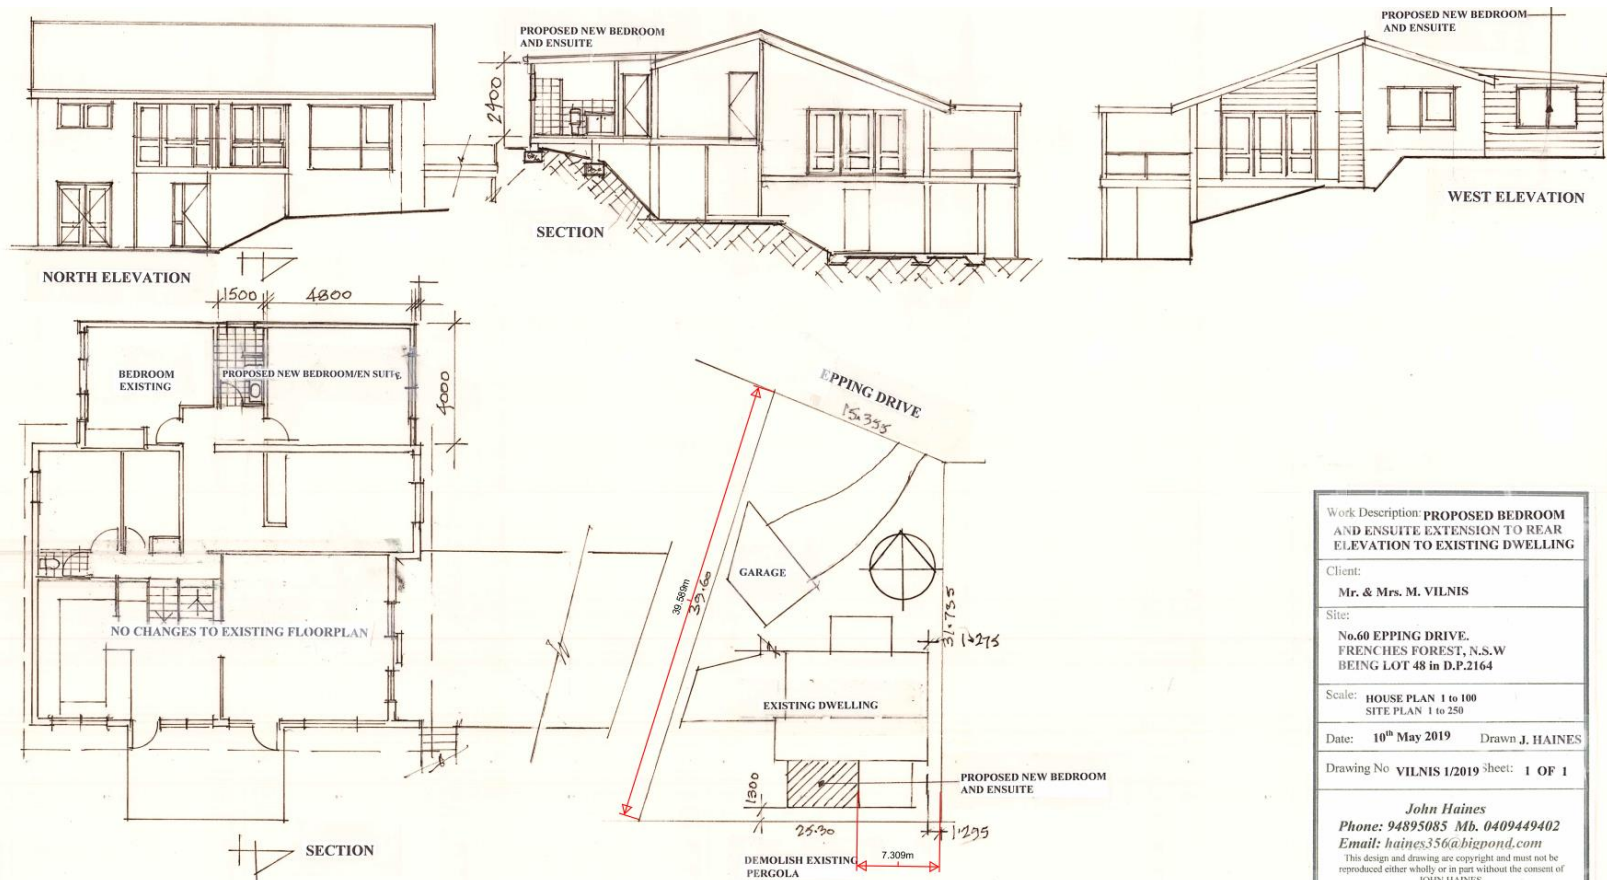 PROPOSED NEW BEDROOM
AND ENSUITE
2400
SECTION
NORTH ELEVATION
PROPOSED NEW BEDROOM
AND ENSUITE
WEST ELEVATION
1500
4800
4000
BEDROOM
EXISTING
PROPOSED NEW BEDROOM/EN SUITE
NO CHANGES TO EXISTING FLOORPLAN
SECTION
EPPING DRIVE
15.355
GARAGE
39.589m
39.60
31.735
1.275
EXISTING DWELLING
PROPOSED NEW BEDROOM
AND ENSUITE
1300
25.30
1.295
7.309m
DEMOLISH EXISTING
PERGOLA
Work Description: PROPOSED BEDROOM
AND ENSUITE EXTENSION TO REAR
ELEVATION TO EXISTING DWELLING
Client:
Mr. & Mrs. M. VILNIS
Site:
No.60 EPPING DRIVE.
FRENCHES FOREST, N.S.W
BEING LOT 48 in D.P.2164
Scale: HOUSE PLAN 1 to 100
SITE PLAN 1 to 250
Date: 10th May 2019 Drawn J. HAINES
Drawing No VILNIS 1/2019 Sheet: 1 OF 1
John Haines
Phone: 94895085 Mb. 0409449402
Email: haines356@bigpond.com
This design and drawing are copyright and must not be
reproduced either wholly or in part without the consent of
JOHN HAINES